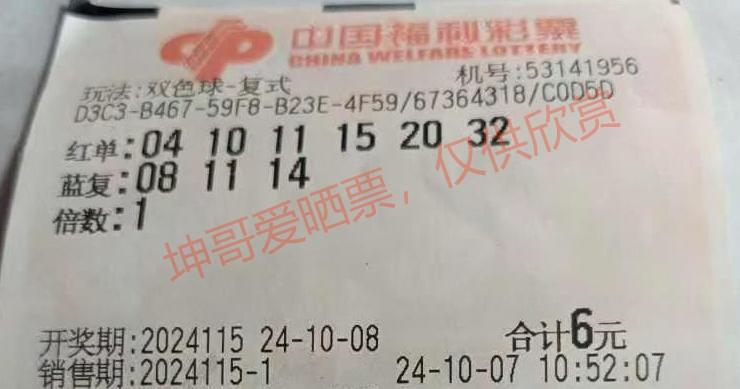 中国福利彩票
CHINA WELFARE LOTTERY
玩法:双色球-复式 机号:53141956
D3C3-B467-59F8-B23E-4F59/67364318/C0D5D
红单:04 10 11 15 20 32
蓝复:08 11 14
倍数:1
坤哥爱晒票，仅供欣赏
开奖期:2024115 24-10-08 合计6元
销售期:2024115-1 24-10-07 10:52:07